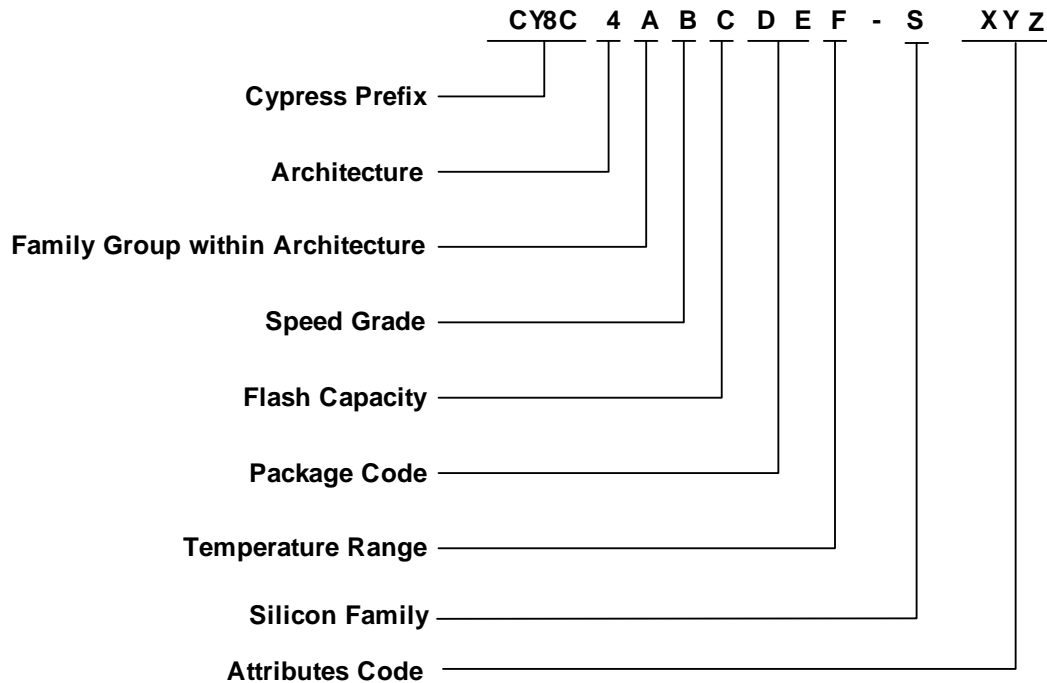 CY8C 4 A B C D E F - S XYZ
Cypress Prefix
Architecture
Family Group within Architecture
Speed Grade
Flash Capacity
Package Code
Temperature Range
Silicon Family
Attributes Code